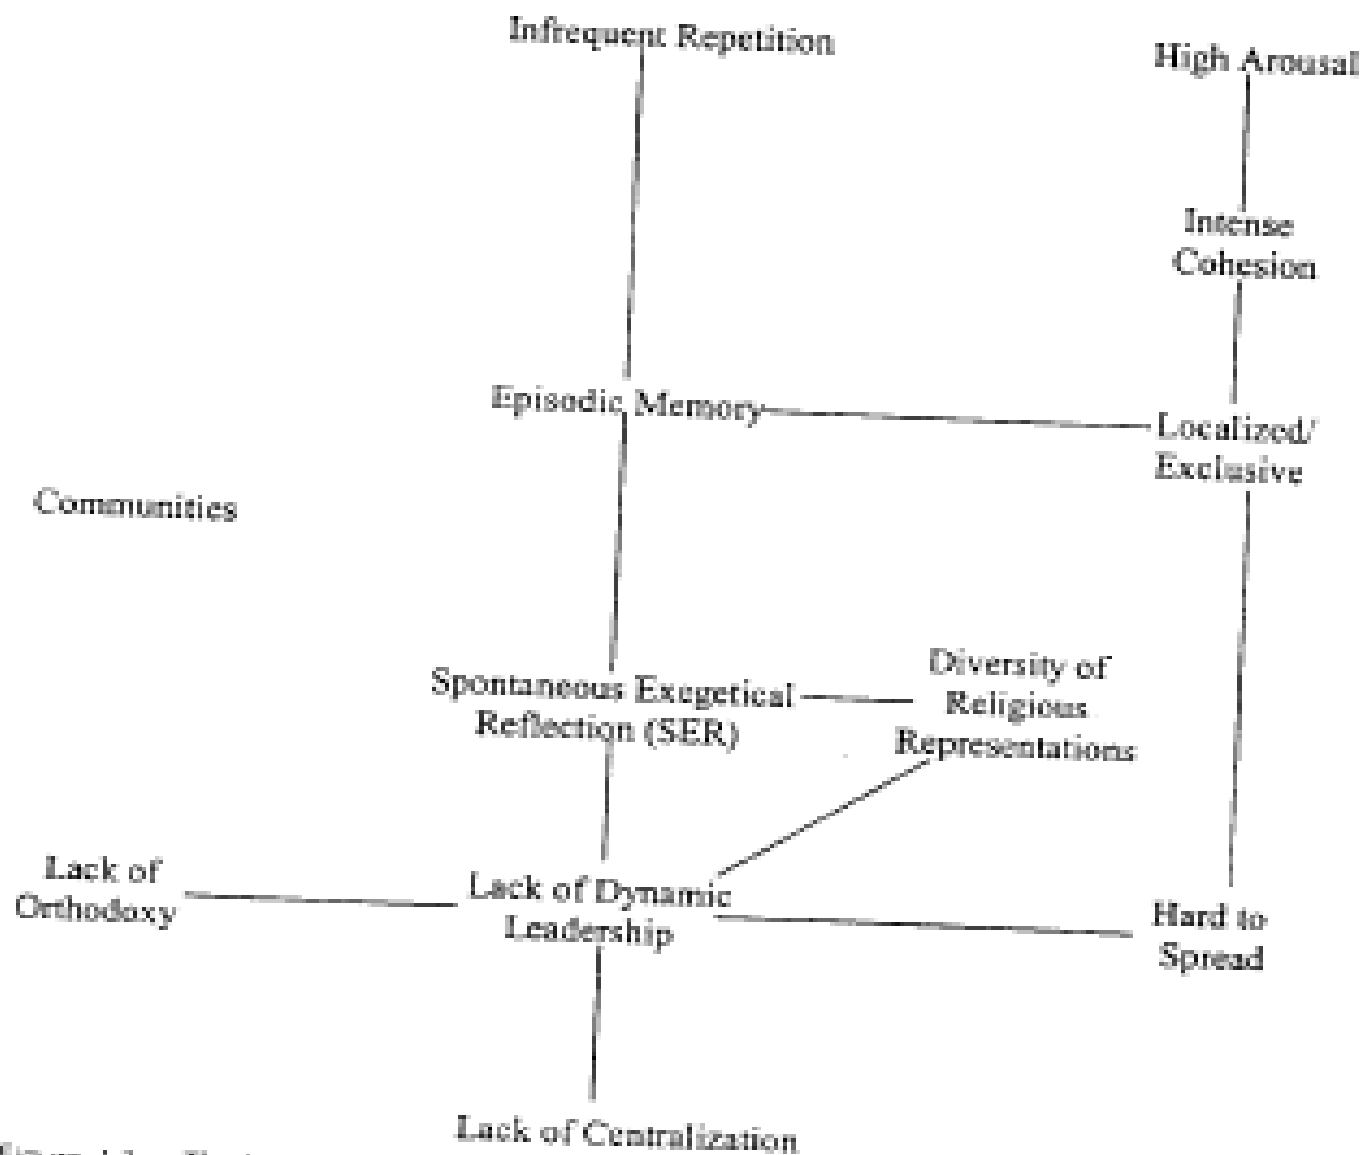 Infrequent Repetition
High Arousal
Intense
Cohesion
Episodic Memory
Localized/
Exclusive
Communities
Spontaneous Exegetical
Reflection (SER)
Diversity of
Religious
Representations
Lack of
Orthodoxy
Lack of Dynamic
Leadership
Hard to
Spread
Lack of Centralization